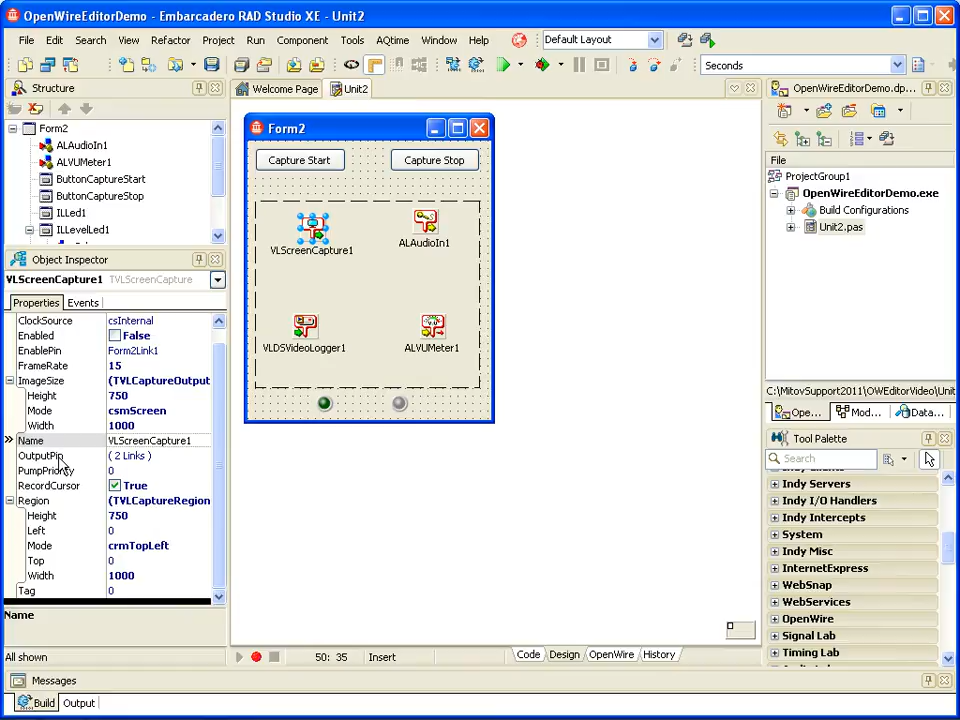 OpenWireEditorDemo - Embarcadero RAD Studio XE - Unit2
File Edit Search View Refactor Project Run Component Tools AQtime Window Help
Default Layout
Seconds
Structure
Form2
ALAudioIn1
ALVUMeter1
ButtonCaptureStart
ButtonCaptureStop
ILLed1
ILLevelLed1
Object Inspector
VLScreenCapture1 TVLScreenCapture
Properties Events
ClockSource csInternal
Enabled False
EnablePin Form2Link1
FrameRate 15
ImageSize (TVLCaptureOutput
Height 750
Mode csmScreen
Width 1000
Name VLScreenCapture1
OutputPin ( 2 Links )
PumpPriority 0
RecordCursor True
Region (TVLCaptureRegion
Height 750
Left 0
Mode crmTopLeft
Top 0
Width 1000
Tag 0
Name
All shown
Welcome Page Unit2
Form2
Capture Start Capture Stop
VLScreenCapture1
ALAudioIn1
VLDSVideoLogger1
ALVUMeter1
50: 35 Insert
Code Design OpenWire History
OpenWireEditorDemo.dp...
File
ProjectGroup1
OpenWireEditorDemo.exe
Build Configurations
Unit2.pas
C:\MitovSupport2011\OWEditorVideo\Unit
Ope... Mod... Data...
Tool Palette
Search
Indy Servers
Indy I/O Handlers
Indy Intercepts
System
Indy Misc
InternetExpress
WebSnap
WebServices
OpenWire
Signal Lab
Timing Lab
Messages
Build Output